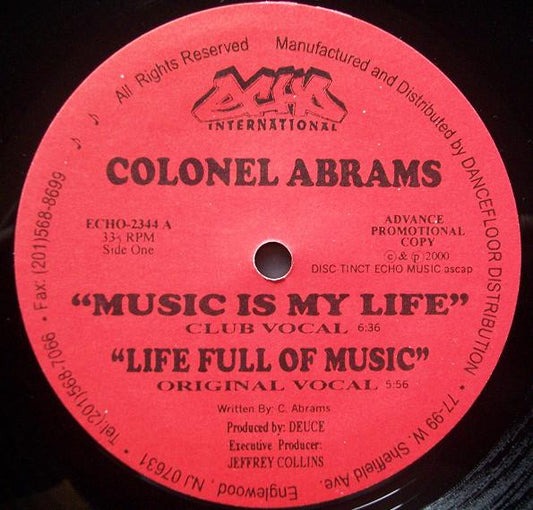 ♪ ♪ All Rights Reserved Manufactured and Distributed by DANCEFLOOR DISTRIBUTION • 77-99 W. Sheffield Ave. Englewood, NJ 07631 • Tel:(201)568-7066 • Fax: (201)568-8699
ECHO
INTERNATIONAL
COLONEL ABRAMS
ECHO-2344 A
33⅓ RPM
Side One
ADVANCE
PROMOTIONAL
COPY
©&℗2000
DISC TINCT ECHO MUSIC ascap
“MUSIC IS MY LIFE”
CLUB VOCAL 6:36
“LIFE FULL OF MUSIC”
ORIGINAL VOCAL 5:56
Written By: C. Abrams
Produced by: DEUCE
Executive Producer:
JEFFREY COLLINS